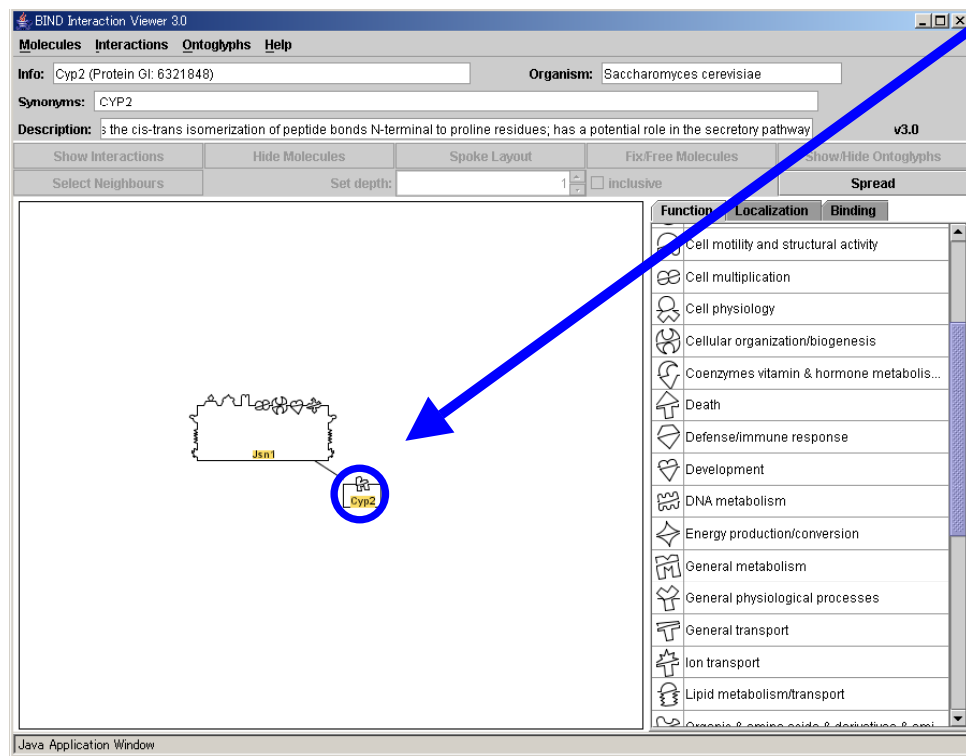 BIND Interaction Viewer 3.0
Molecules Interactions Ontoglyphs Help
Info: Cyp2 (Protein GI: 6321848) Organism: Saccharomyces cerevisiae
Synonyms: CYP2
Description: s the cis-trans isomerization of peptide bonds N-terminal to proline residues; has a potential role in the secretory pathway v3.0
Show Interactions Hide Molecules Spoke Layout Fix/Free Molecules Show/Hide Ontoglyphs
Select Neighbours Set depth: 1 inclusive Spread
Function Localization Binding
Cell motility and structural activity
Cell multiplication
Cell physiology
Cellular organization/biogenesis
Coenzymes vitamin & hormone metabolis...
Death
Defense/immune response
Development
DNA metabolism
Energy production/conversion
General metabolism
General physiological processes
General transport
Ion transport
Lipid metabolism/transport
Organic & amino acids & derivatives & ami...
Jsn1
Cyp2
Java Application Window